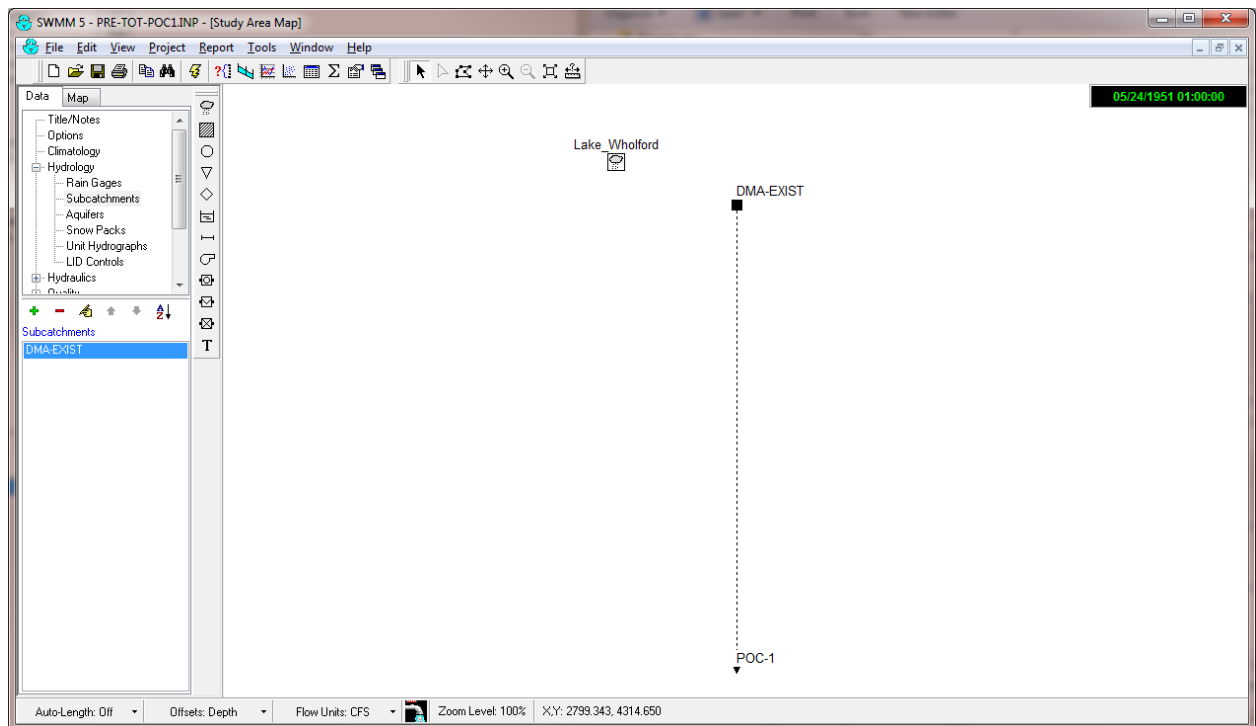 SWMM 5 - PRE-TOT-POC1.INP - [Study Area Map]
File Edit View Project Report Tools Window Help
Data Map
05/24/1951 01:00:00
Title/Notes
Options
Climatology
Hydrology
Rain Gages
Subcatchments
Aquifers
Snow Packs
Unit Hydrographs
LID Controls
Hydraulics
Quality
Lake_Wholford
DMA-EXIST
Subcatchments
DMA-EXIST
T
POC-1
Auto-Length: Off Offsets: Depth Flow Units: CFS Zoom Level: 100% X,Y: 2799.343, 4314.650